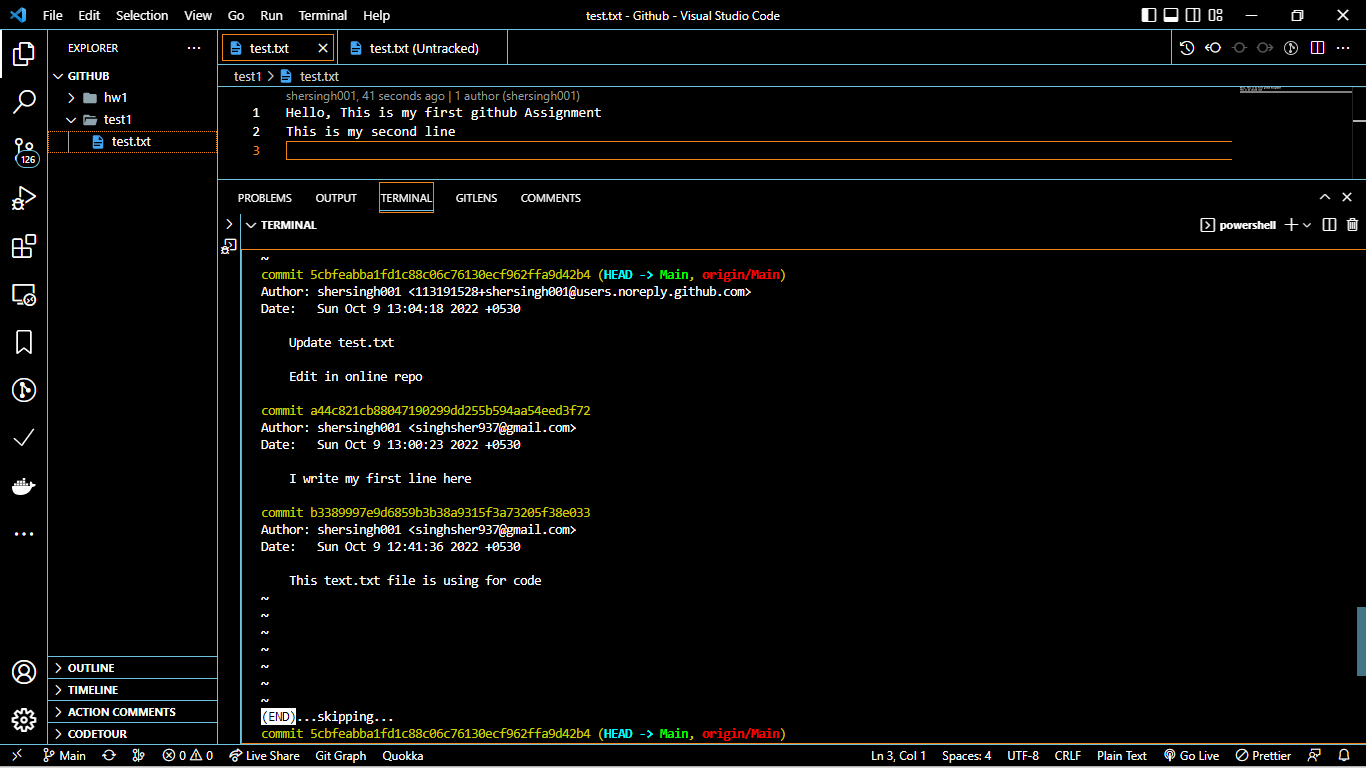 File Edit Selection View Go Run Terminal Help test.txt - Github - Visual Studio Code
EXPLORER
test.txt
test.txt (Untracked)
GITHUB
hw1
test1
test.txt
126
test1 > test.txt
shersingh001, 41 seconds ago | 1 author (shersingh001)
1 Hello, This is my first github Assignment
2 This is my second line
3
PROBLEMS OUTPUT TERMINAL GITLENS COMMENTS
TERMINAL
powershell
~
commit 5cbfeabba1fd1c88c06c76130ecf962ffa9d42b4 (HEAD -> Main, origin/Main)
Author: shersingh001 <113191528+shersingh001@users.noreply.github.com>
Date:   Sun Oct 9 13:04:18 2022 +0530
Update test.txt
Edit in online repo
commit a44c821cb88047190299dd255b594aa54eed3f72
Author: shersingh001 <singhsher937@gmail.com>
Date:   Sun Oct 9 13:00:23 2022 +0530
I write my first line here
commit b3389997e9d6859b3b38a9315f3a73205f38e033
Author: shersingh001 <singhsher937@gmail.com>
Date:   Sun Oct 9 12:41:36 2022 +0530
This text.txt file is using for code
~
~
~
~
~
~
~
(END)...skipping...
commit 5cbfeabba1fd1c88c06c76130ecf962ffa9d42b4 (HEAD -> Main, origin/Main)
OUTLINE
TIMELINE
ACTION COMMENTS
CODETOUR
Main 0 0 Live Share Git Graph Quokka Ln 3, Col 1 Spaces: 4 UTF-8 CRLF Plain Text Go Live Prettier